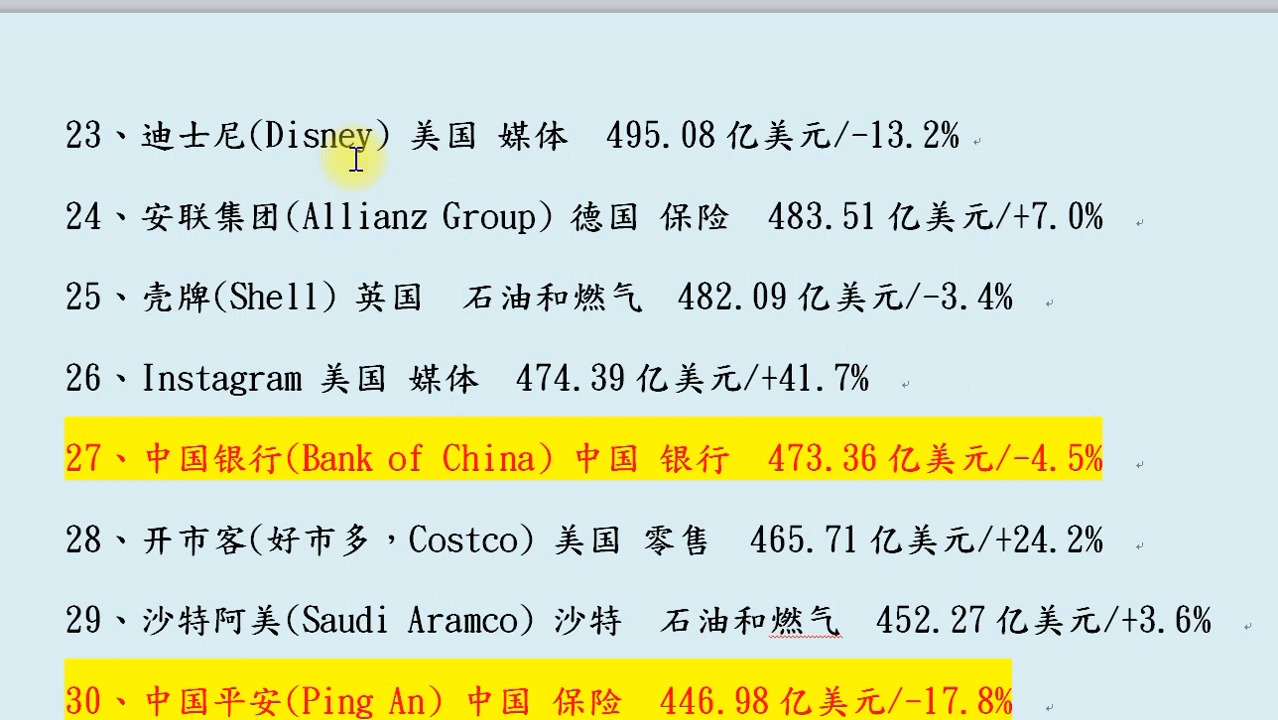 23、迪士尼(Disney) 美国 媒体 495.08亿美元/-13.2%
24、安联集团(Allianz Group) 德国 保险 483.51亿美元/+7.0%
25、壳牌(Shell) 英国 石油和燃气 482.09亿美元/-3.4%
26、Instagram 美国 媒体 474.39亿美元/+41.7%
27、中国银行(Bank of China) 中国 银行 473.36亿美元/-4.5%
28、开市客(好市多，Costco) 美国 零售 465.71亿美元/+24.2%
29、沙特阿美(Saudi Aramco) 沙特 石油和燃气 452.27亿美元/+3.6%
30、中国平安(Ping An) 中国 保险 446.98亿美元/-17.8%